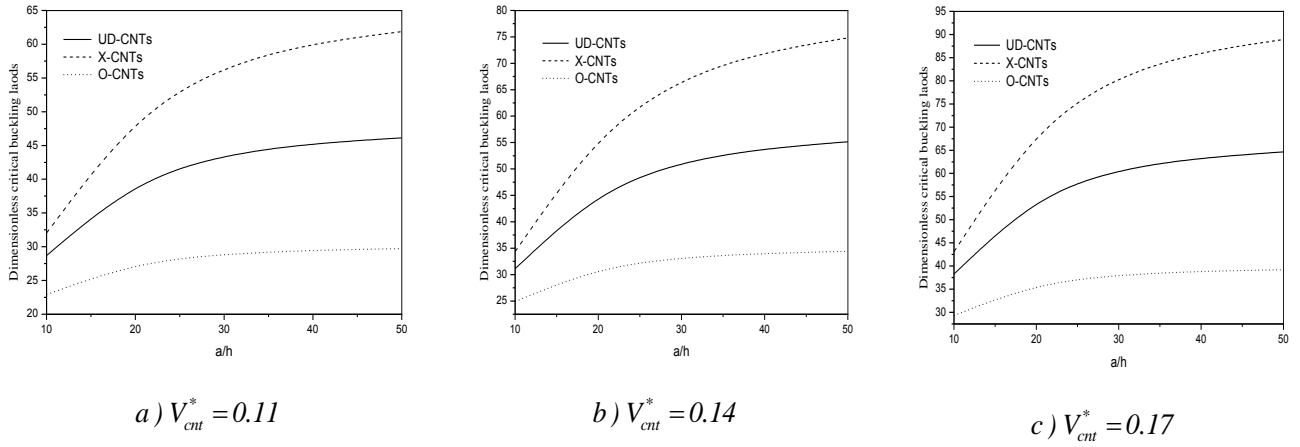 65
60
55
50
45
40
35
30
25
20
10 20 30 40 50
Dimensionless critical buckling laods
a/h
UD-CNTs
X-CNTs
O-CNTs
a ) V*cnt = 0.11
80
75
70
65
60
55
50
45
40
35
30
25
10 20 30 40 50
Dimensionless critical buckling laods
a/h
UD-CNTs
X-CNTs
O-CNTs
b ) V*cnt = 0.14
95
90
85
80
75
70
65
60
55
50
45
40
35
30
10 20 30 40 50
Dimensionless critical buckling laods
a/h
UD-CNTs
X-CNTs
O-CNTs
c ) V*cnt = 0.17